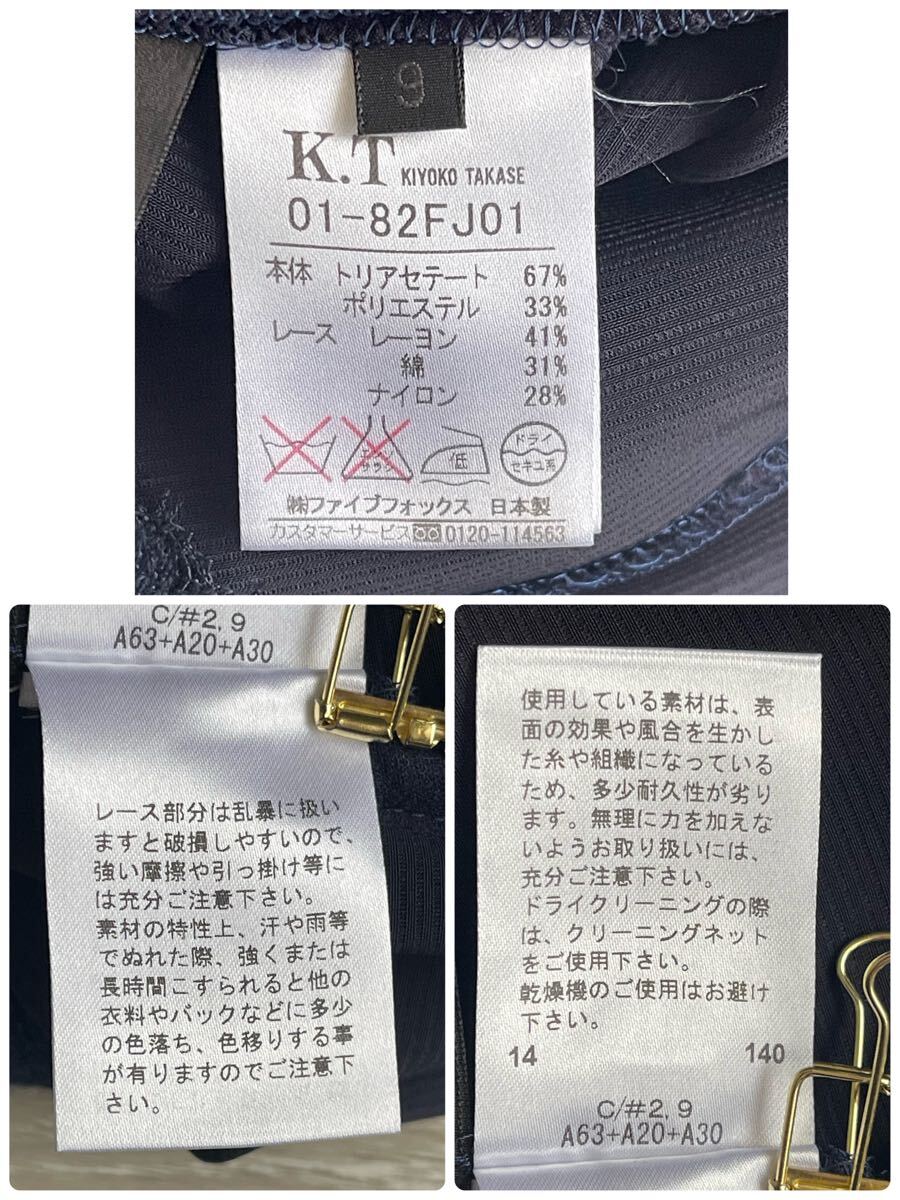 9
K.T KIYOKO TAKASE
01-82FJ01
本体 トリアセテート 67%
ポリエステル 33%
レース レーヨン 41%
綿 31%
ナイロン 28%
エンソ サラシ 低 ドライ セキユ系
㈱ファイブフォックス 日本製
カスタマーサービス 0120-114563
C/#2,9
A63+A20+A30
レース部分は乱暴に扱い
ますと破損しやすいので、
強い摩擦や引っ掛け等に
は充分ご注意下さい。
素材の特性上、汗や雨等
でぬれた際、強くまたは
長時間こすられると他の
衣料やバックなどに多少
の色落ち、色移りする事
が有りますのでご注意下
さい。
使用している素材は、表
面の効果や風合を生かし
た糸や組織になっている
ため、多少耐久性が劣り
ます。無理に力を加えな
いようお取り扱いには、
充分ご注意下さい。
ドライクリーニングの際
は、クリーニングネット
をご使用下さい。
乾燥機のご使用はお避け
下さい。
14 140
C/#2,9
A63+A20+A30